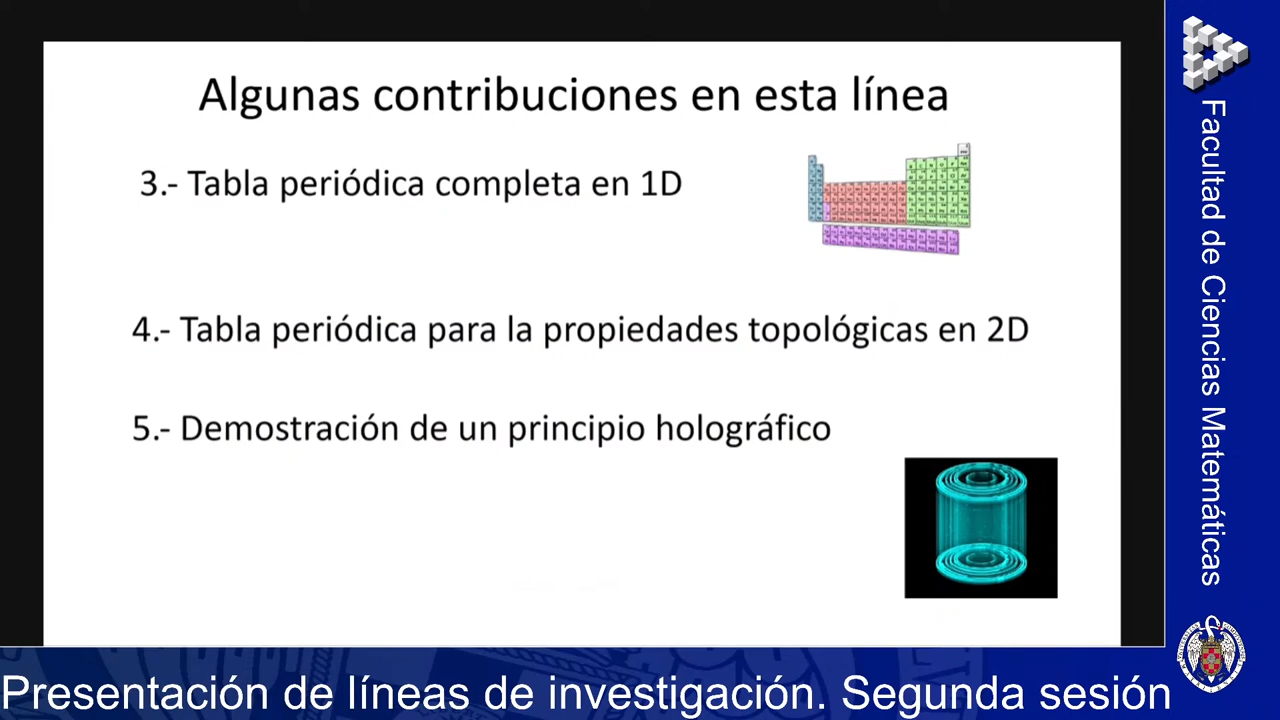 Algunas contribuciones en esta línea
3.- Tabla periódica completa en 1D
4.- Tabla periódica para la propiedades topológicas en 2D
5.- Demostración de un principio holográfico
Facultad de Ciencias Matemáticas
Presentación de líneas de investigación. Segunda sesión